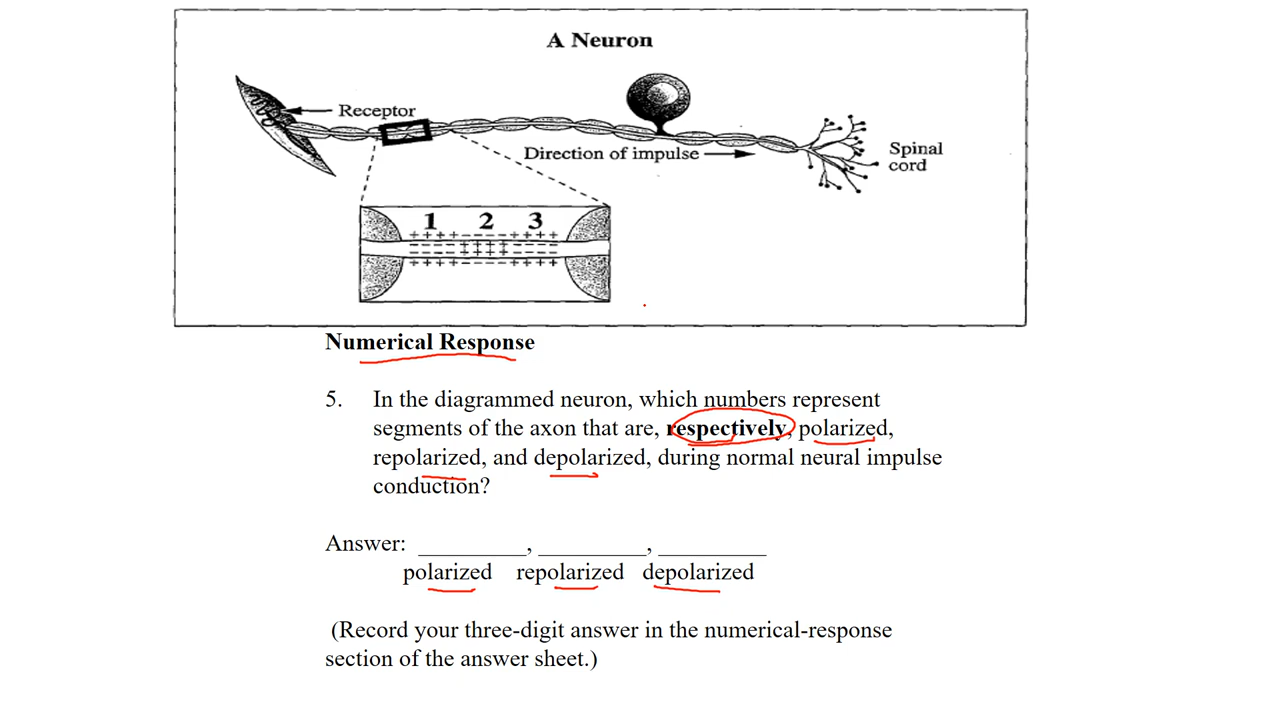 A Neuron
Receptor
Direction of impulse
Spinal
cord
1 2 3
+ + + + - - - - + + + +
- - - - + + + + - - - -
- - - - + + + + - - - -
+ + + + - - - - + + + +
Numerical Response
5. In the diagrammed neuron, which numbers represent
segments of the axon that are, respectively, polarized,
repolarized, and depolarized, during normal neural impulse
conduction?
Answer: _________, _________, _________
polarized repolarized depolarized
(Record your three-digit answer in the numerical-response
section of the answer sheet.)